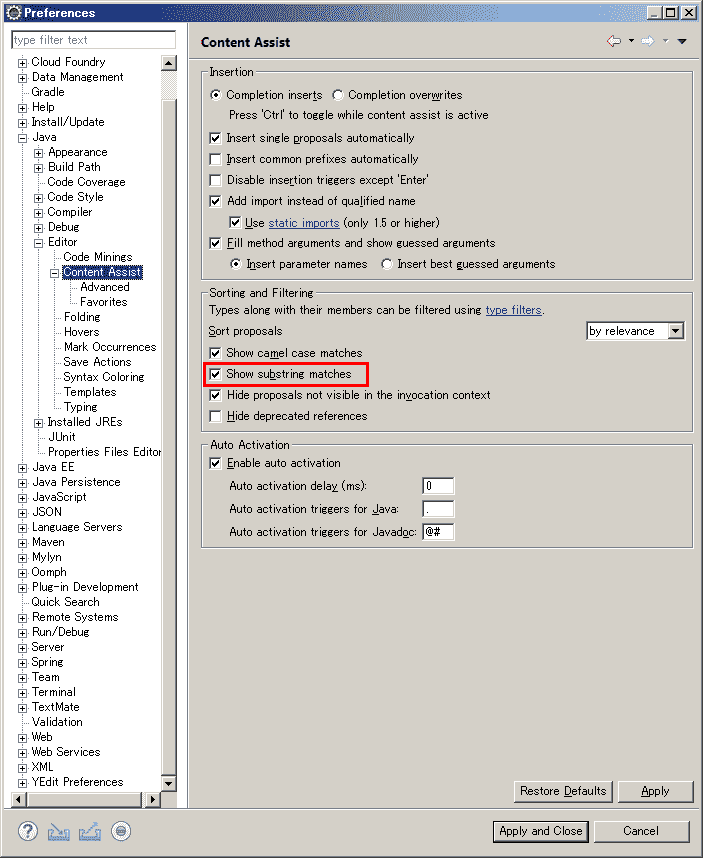 Preferences
type filter text
Cloud Foundry
Data Management
Gradle
Help
Install/Update
Java
Appearance
Build Path
Code Coverage
Code Style
Compiler
Debug
Editor
Code Minings
Content Assist
Advanced
Favorites
Folding
Hovers
Mark Occurrences
Save Actions
Syntax Coloring
Templates
Typing
Installed JREs
JUnit
Properties Files Editor
Java EE
Java Persistence
JavaScript
JSON
Language Servers
Maven
Mylyn
Oomph
Plug-in Development
Quick Search
Remote Systems
Run/Debug
Server
Spring
Team
Terminal
TextMate
Validation
Web
Web Services
XML
YEdit Preferences
Content Assist
Insertion
Completion inserts Completion overwrites
Press 'Ctrl' to toggle while content assist is active
Insert single proposals automatically
Insert common prefixes automatically
Disable insertion triggers except 'Enter'
Add import instead of qualified name
Use static imports (only 1.5 or higher)
Fill method arguments and show guessed arguments
Insert parameter names Insert best guessed arguments
Sorting and Filtering
Types along with their members can be filtered using type filters.
Sort proposals by relevance
Show camel case matches
Show substring matches
Hide proposals not visible in the invocation context
Hide deprecated references
Auto Activation
Enable auto activation
Auto activation delay (ms): 0
Auto activation triggers for Java: .
Auto activation triggers for Javadoc: @#
Restore Defaults Apply
? Apply and Close Cancel